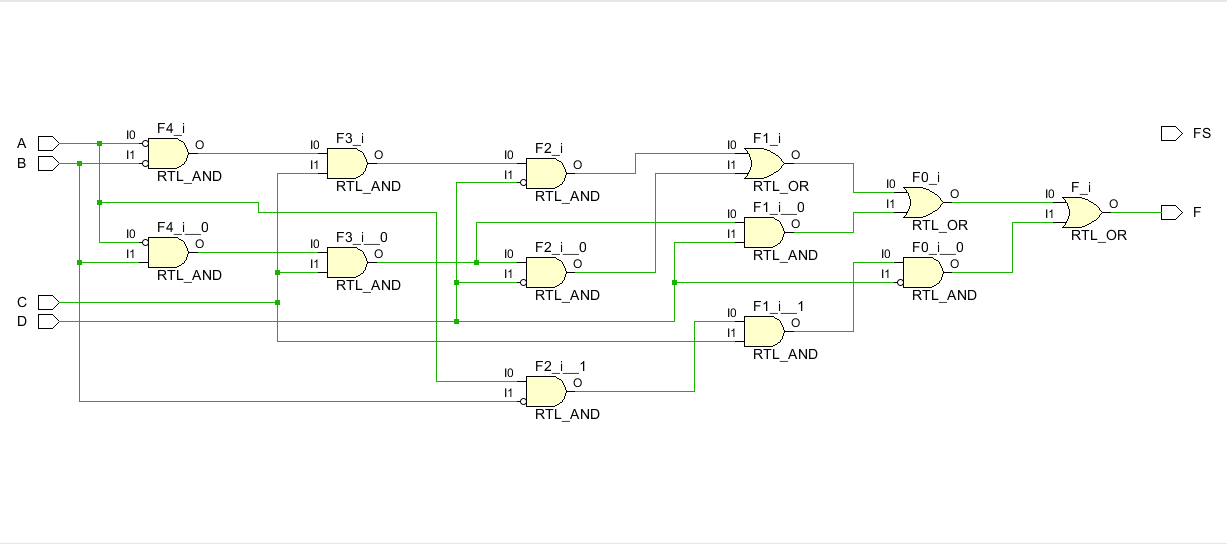 A
B
C
D
I0
I1
F4_i
O
RTL_AND
I0
I1
F4_i__0
O
RTL_AND
I0
I1
F3_i
O
RTL_AND
I0
I1
F3_i__0
O
RTL_AND
I0
I1
F2_i
O
RTL_AND
I0
I1
F2_i__0
O
RTL_AND
I0
I1
F2_i__1
O
RTL_AND
I0
I1
F1_i
O
RTL_OR
I0
I1
F1_i__0
O
RTL_AND
I0
I1
F1_i__1
O
RTL_AND
I0
I1
F0_i
O
RTL_OR
I0
I1
F0_i__0
O
RTL_AND
I0
I1
F_i
O
RTL_OR
FS
F